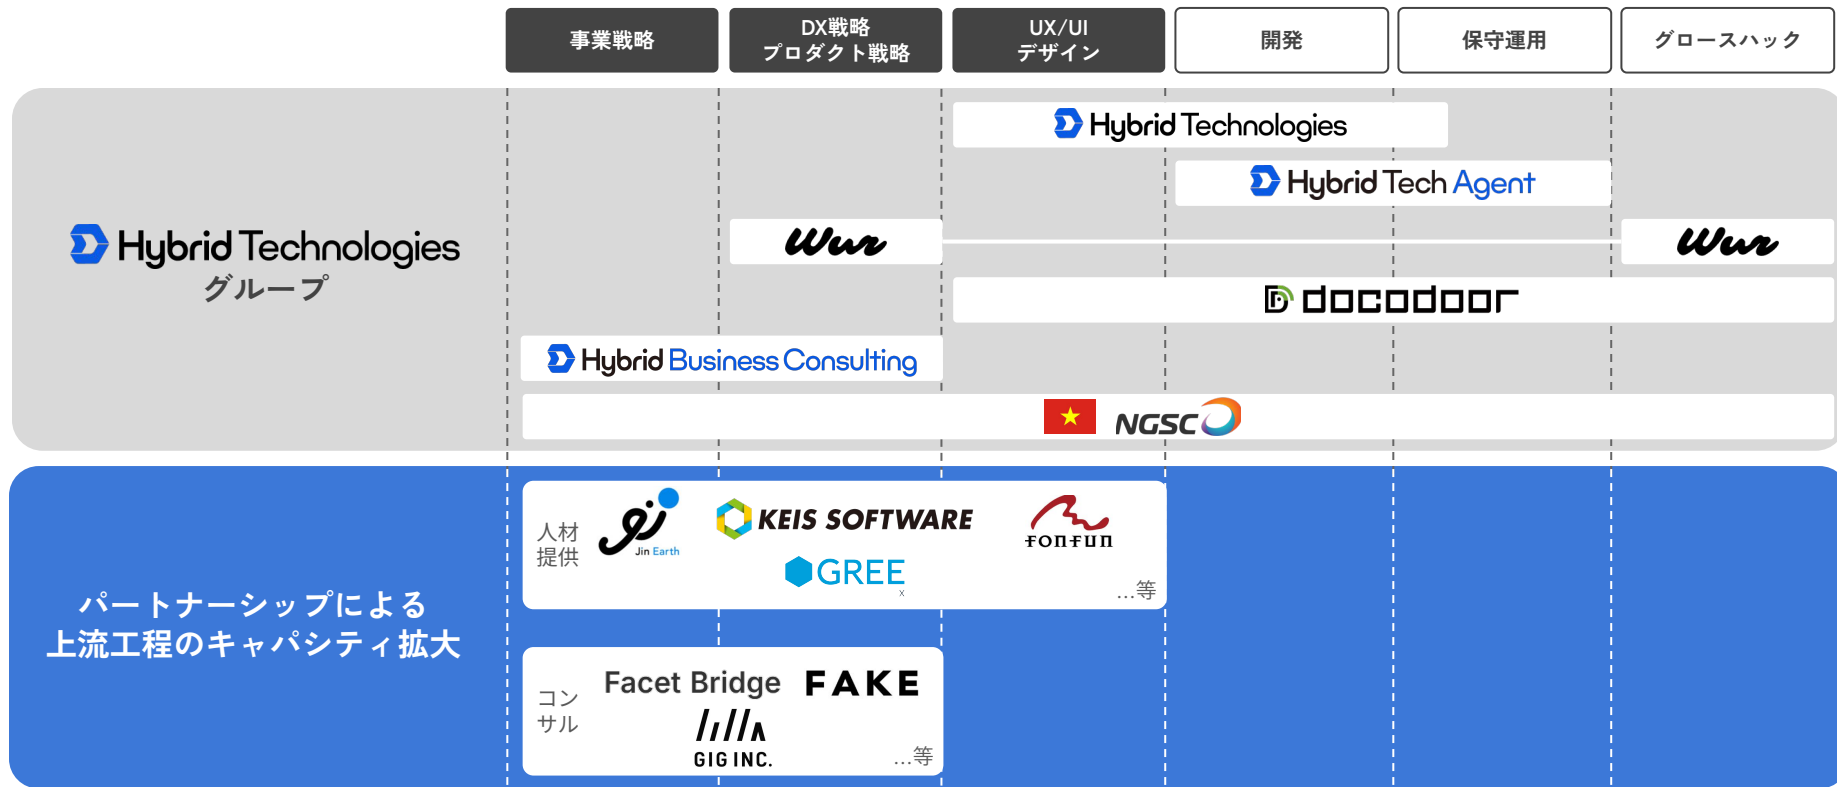 事業戦略
DX戦略
プロダクト戦略
UX/UI
デザイン
開発
保守運用
グロースハック
Hybrid Technologies
グループ
Hybrid Technologies
Hybrid Tech Agent
Wur
Wur
docodoor
Hybrid Business Consulting
NGSC
パートナーシップによる
上流工程のキャパシティ拡大
人材
提供
Jin Earth
KEIS SOFTWARE
FONFUN
GREE
X
...等
コン
サル
Facet Bridge
FAKE
GIG INC.
...等